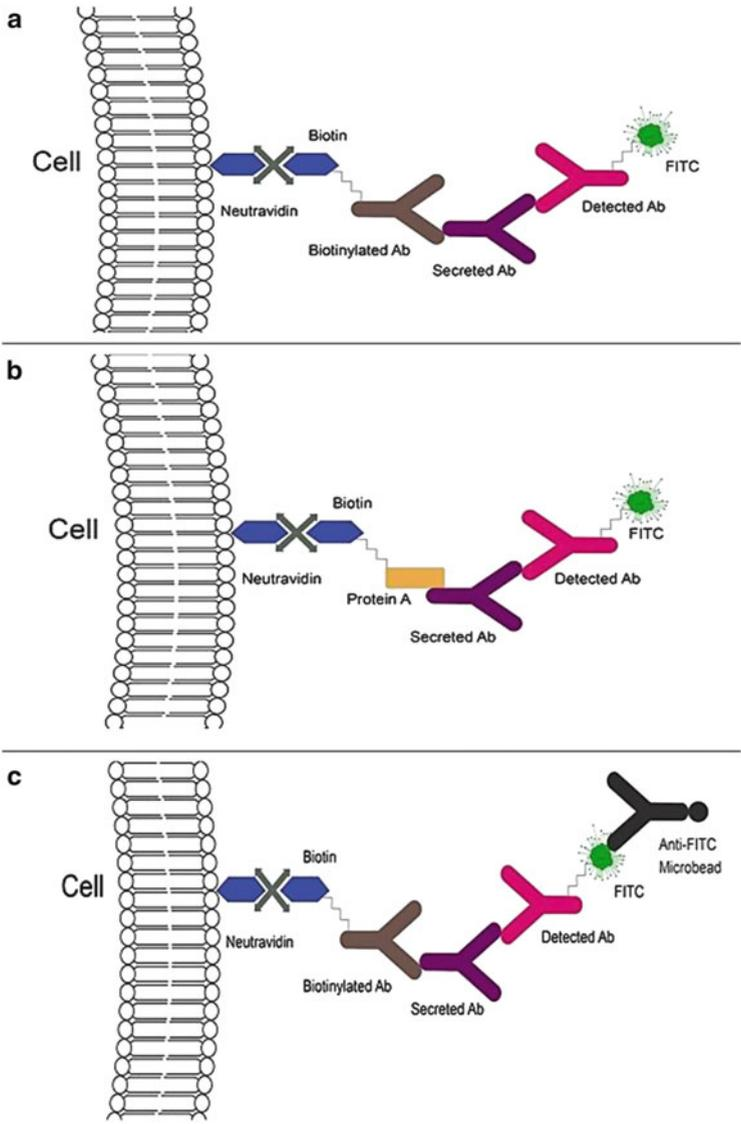 a
Cell
Biotin
Neutravidin
Biotinylated Ab
Secreted Ab
Detected Ab
FITC
b
Cell
Biotin
Neutravidin
Protein A
Secreted Ab
Detected Ab
FITC
c
Cell
Biotin
Neutravidin
Biotinylated Ab
Secreted Ab
Detected Ab
FITC
Anti-FITC
Microbead